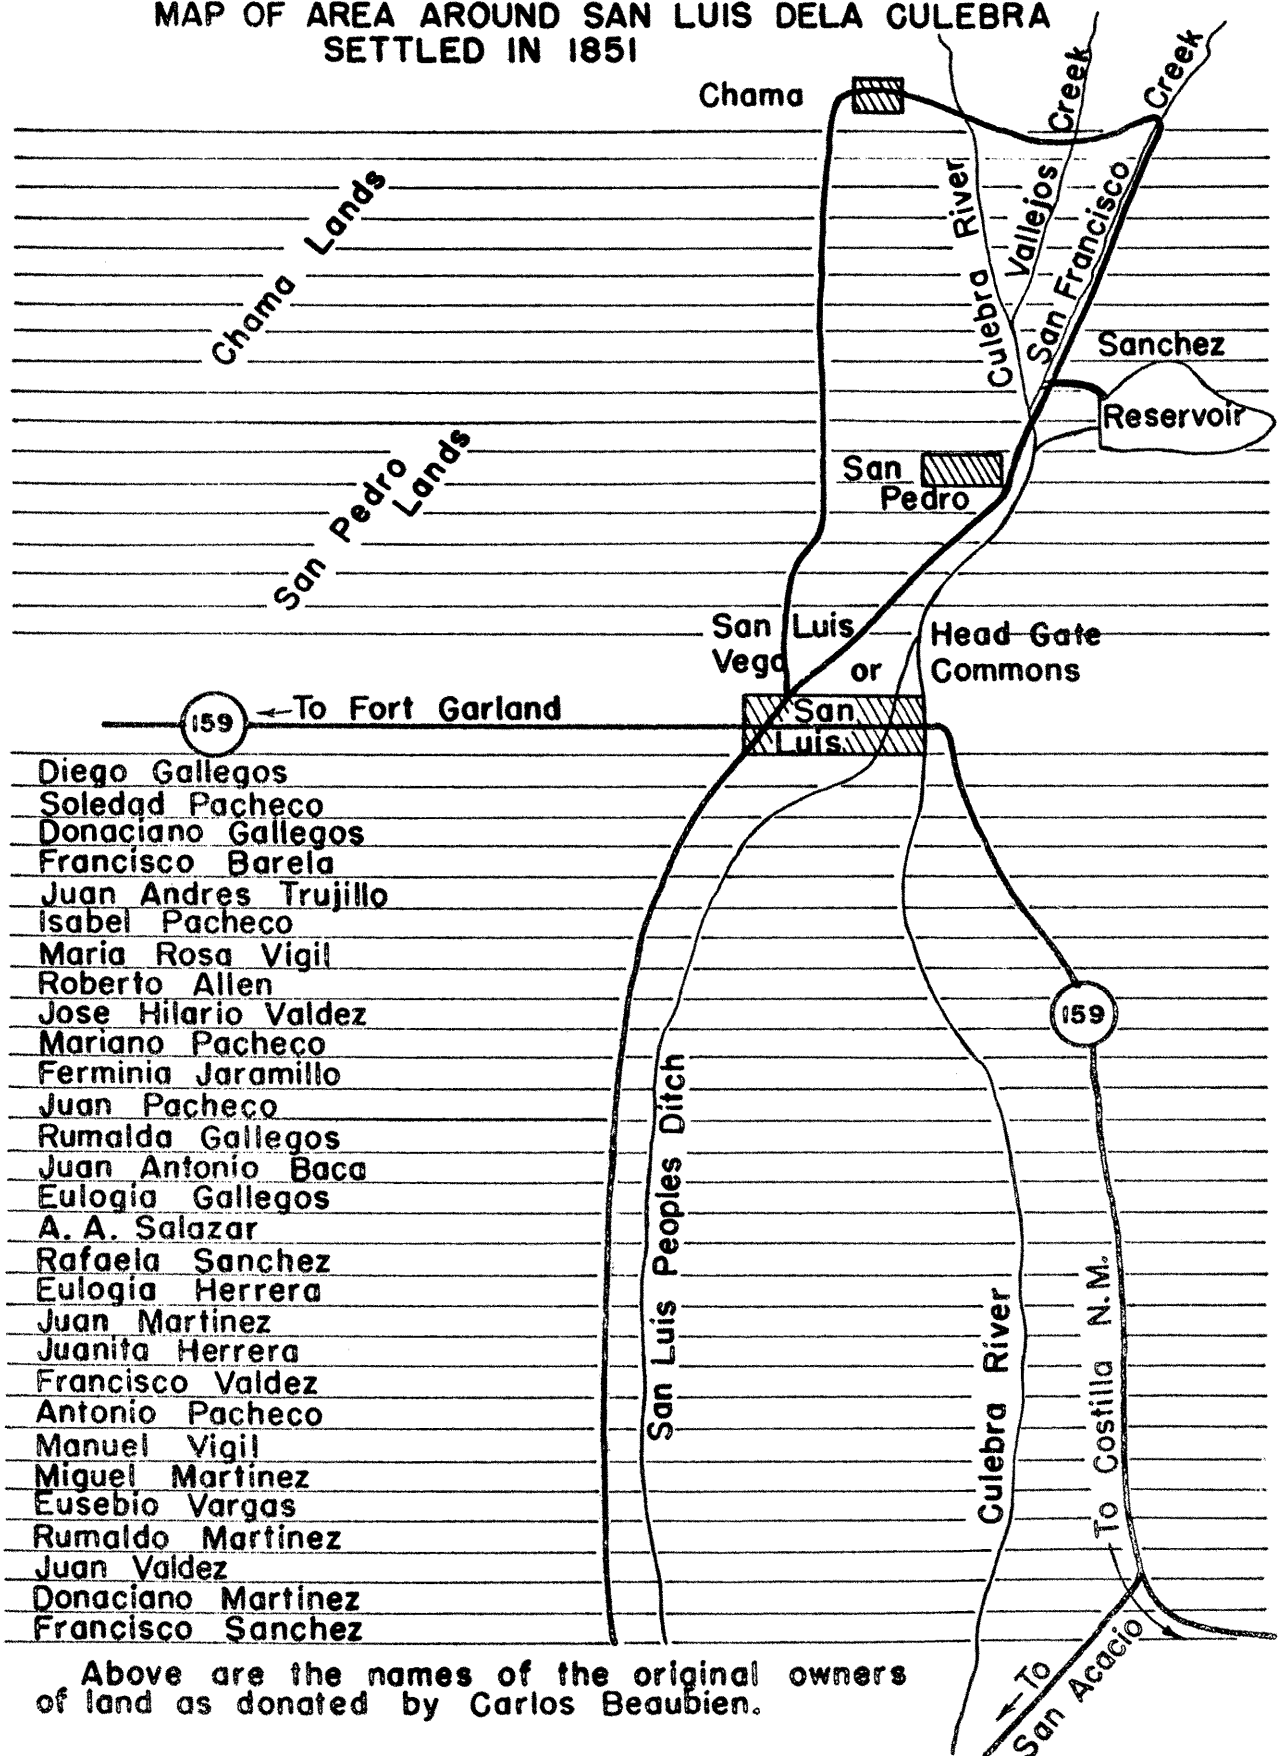 MAP OF AREA AROUND SAN LUIS DELA CULEBRA
SETTLED IN 1851
Chama
Culebra River
Vallejos Creek
San Francisco Creek
Chama Lands
Sanchez
Reservoir
San Pedro
Lands
San
Pedro
San Luis
Vega or
Head Gate
Commons
159
To Fort Garland
San
Luis
Diego Gallegos
Soledad Pacheco
Donaciano Gallegos
Francisco Barela
Juan Andres Trujillo
Isabel Pacheco
Maria Rosa Vigil
Roberto Allen
Jose Hilario Valdez
Mariano Pacheco
Ferminia Jaramillo
Juan Pacheco
Rumalda Gallegos
Juan Antonio Baca
Eulogia Gallegos
A. A. Salazar
Rafaela Sanchez
Eulogia Herrera
Juan Martinez
Juanita Herrera
Francisco Valdez
Antonio Pacheco
Manuel Vigil
Miguel Martinez
Eusebio Vargas
Rumaldo Martinez
Juan Valdez
Donaciano Martinez
Francisco Sanchez
San Luis Peoples Ditch
Culebra River
159
To Costilla N.M.
To
San Acacio
Above are the names of the original owners
of land as donated by Carlos Beaubien.